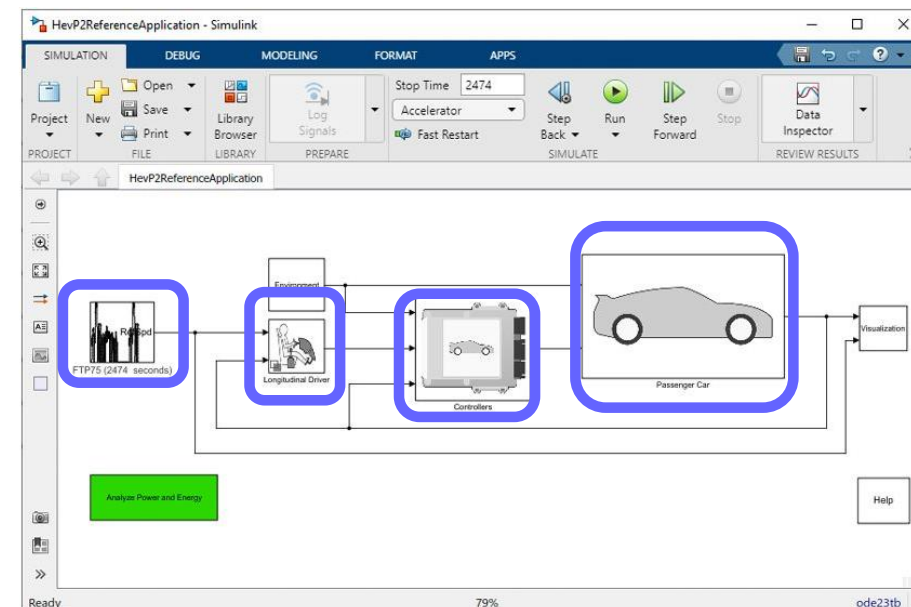 HevP2ReferenceApplication - Simulink
SIMULATION DEBUG MODELING FORMAT APPS
Project
New
Open
Save
Print
Library
Browser
Log
Signals
Stop Time 2474
Accelerator
Fast Restart
Step
Back
Run
Step
Forward
Stop
Data
Inspector
PROJECT FILE LIBRARY PREPARE SIMULATE REVIEW RESULTS
HevP2ReferenceApplication
Environment
RefSpd
FTP75 (2474 seconds)
Longitudinal Driver
Controllers
Passenger Car
Visualization
Analyze Power and Energy
Help
Ready 79% ode23tb